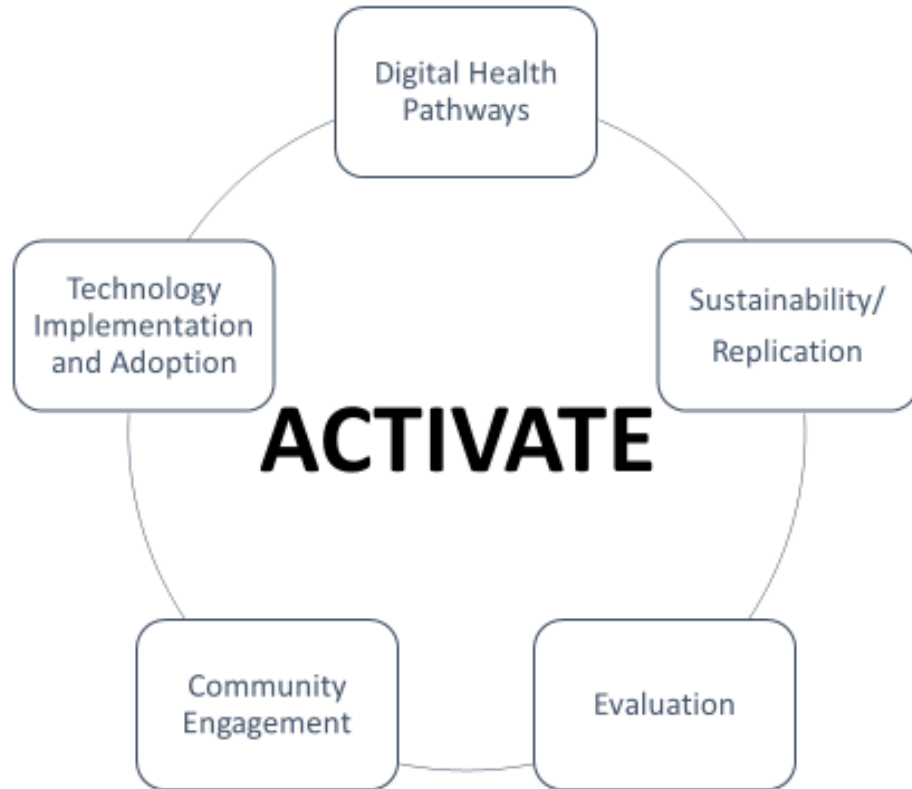 Digital Health
Pathways
Technology
Implementation
and Adoption
Sustainability/
Replication
ACTIVATE
Community
Engagement
Evaluation